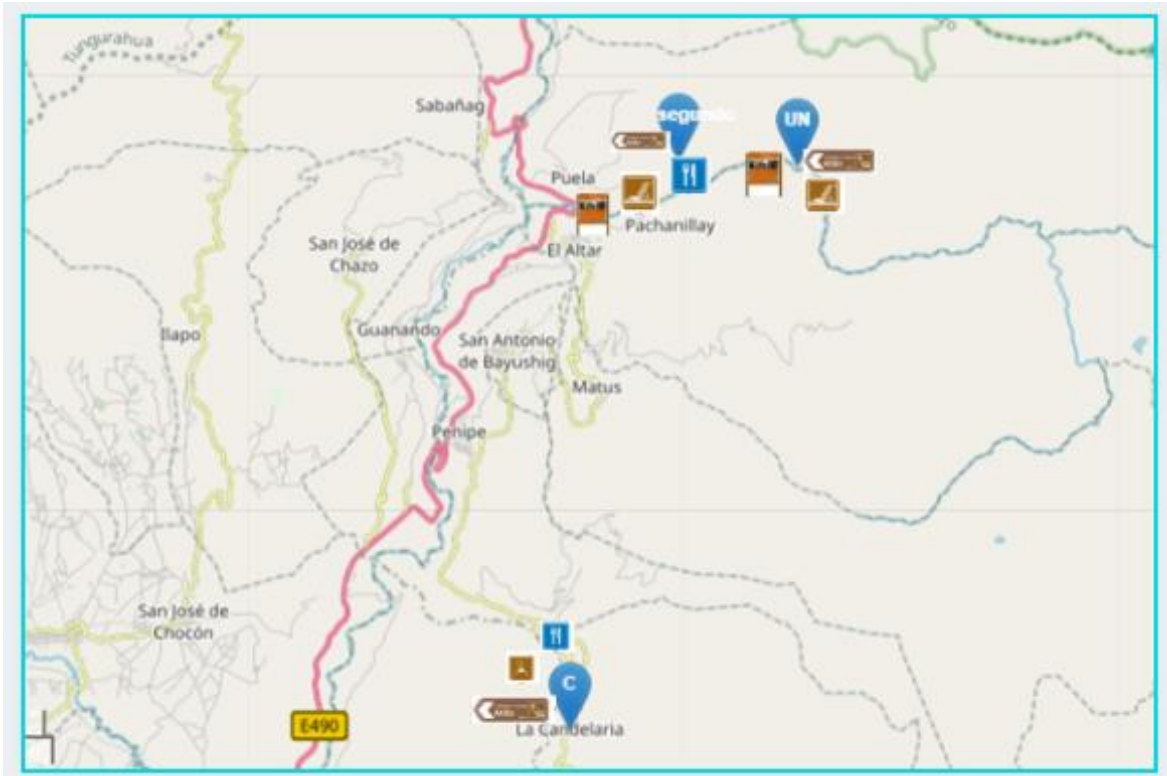 Tungurahua
Sabañag
segundo
UN
Puela
Pachanillay
San José de
Chazo
El Altar
Ilapo
Guanando
San Antonio
de Bayushig
Matus
Penipe
San José de
Chocón
C
E490
La Candelaria